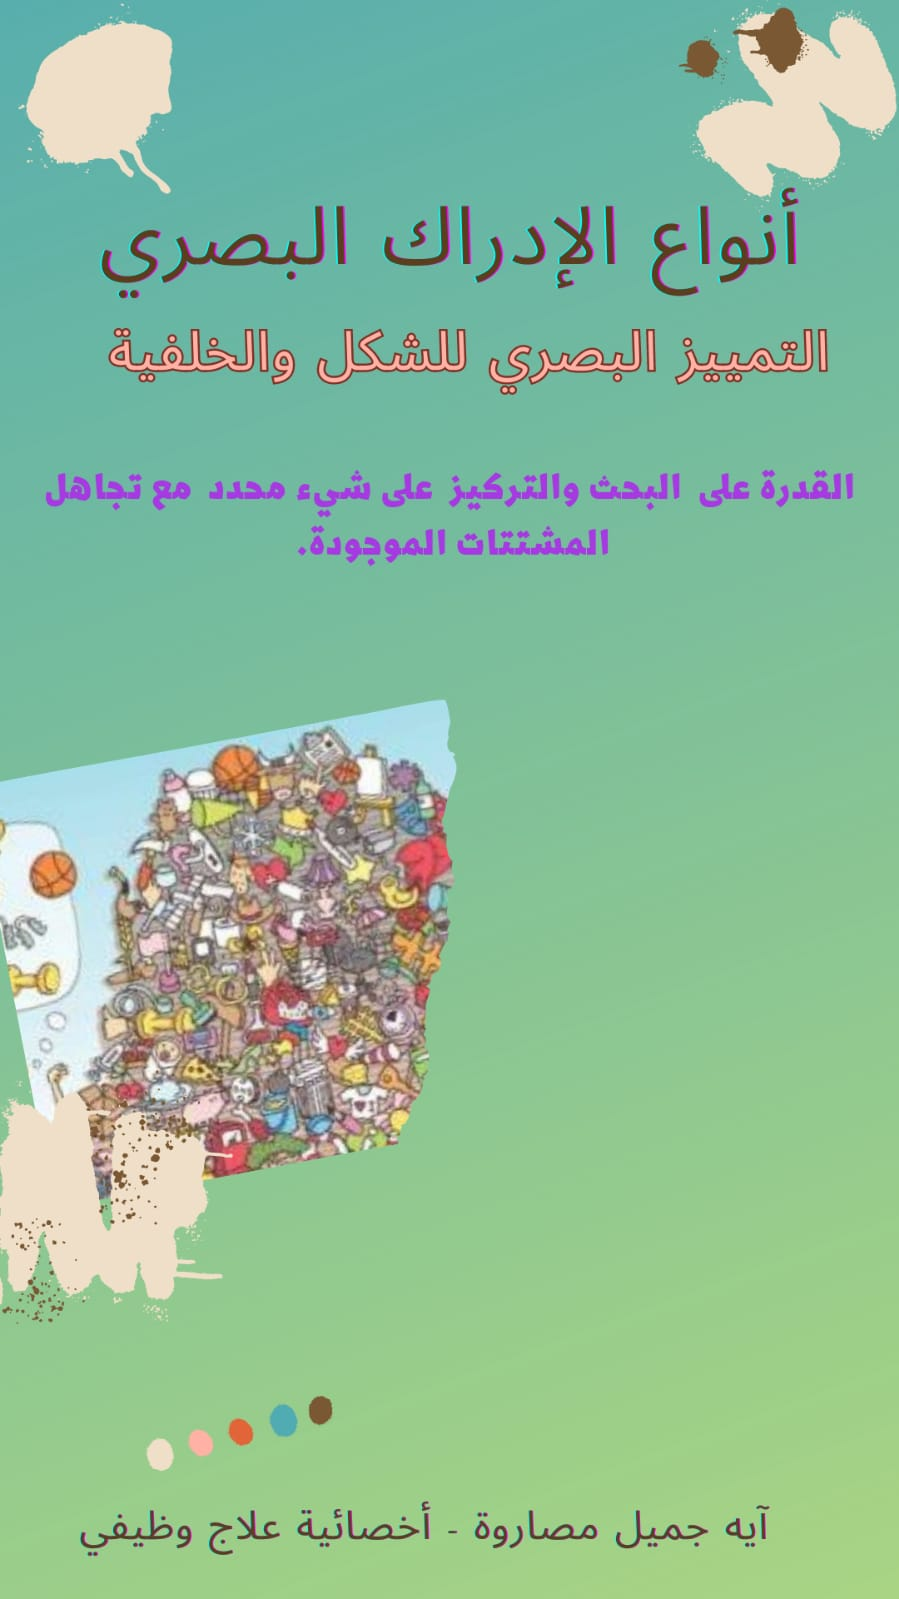 أنواع الإدراك البصري
التمييز البصري للشكل والخلفية
القدرة على البحث والتركيز على شيء محدد مع تجاهل
المشتتات الموجودة.
آيه جميل مصاروة - أخصائية علاج وظيفي